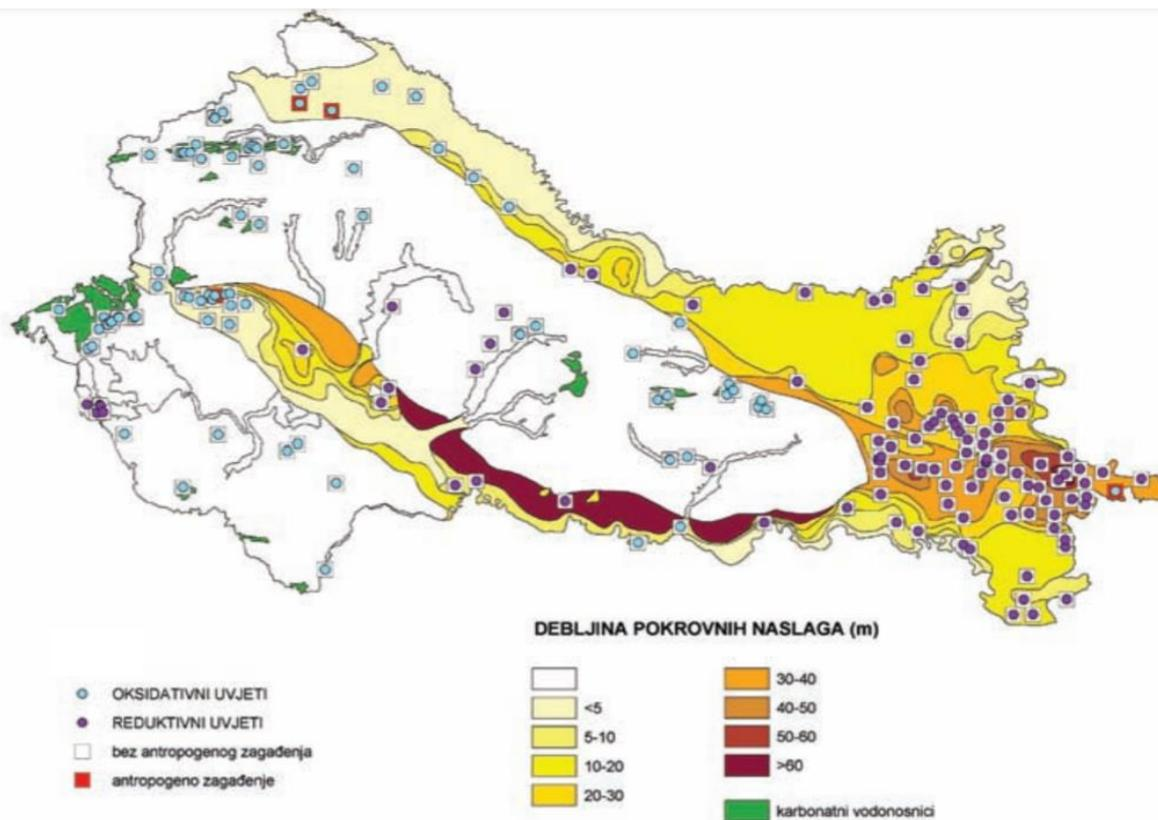 DEBLJINA POKROVNIH NASLAGA (m)
OKSIDATIVNI UVJETI
REDUKTIVNI UVJETI
bez antropogenog zagađenja
antropogeno zagađenje
<5
5-10
10-20
20-30
30-40
40-50
50-60
>60
karbonatni vodonosnici